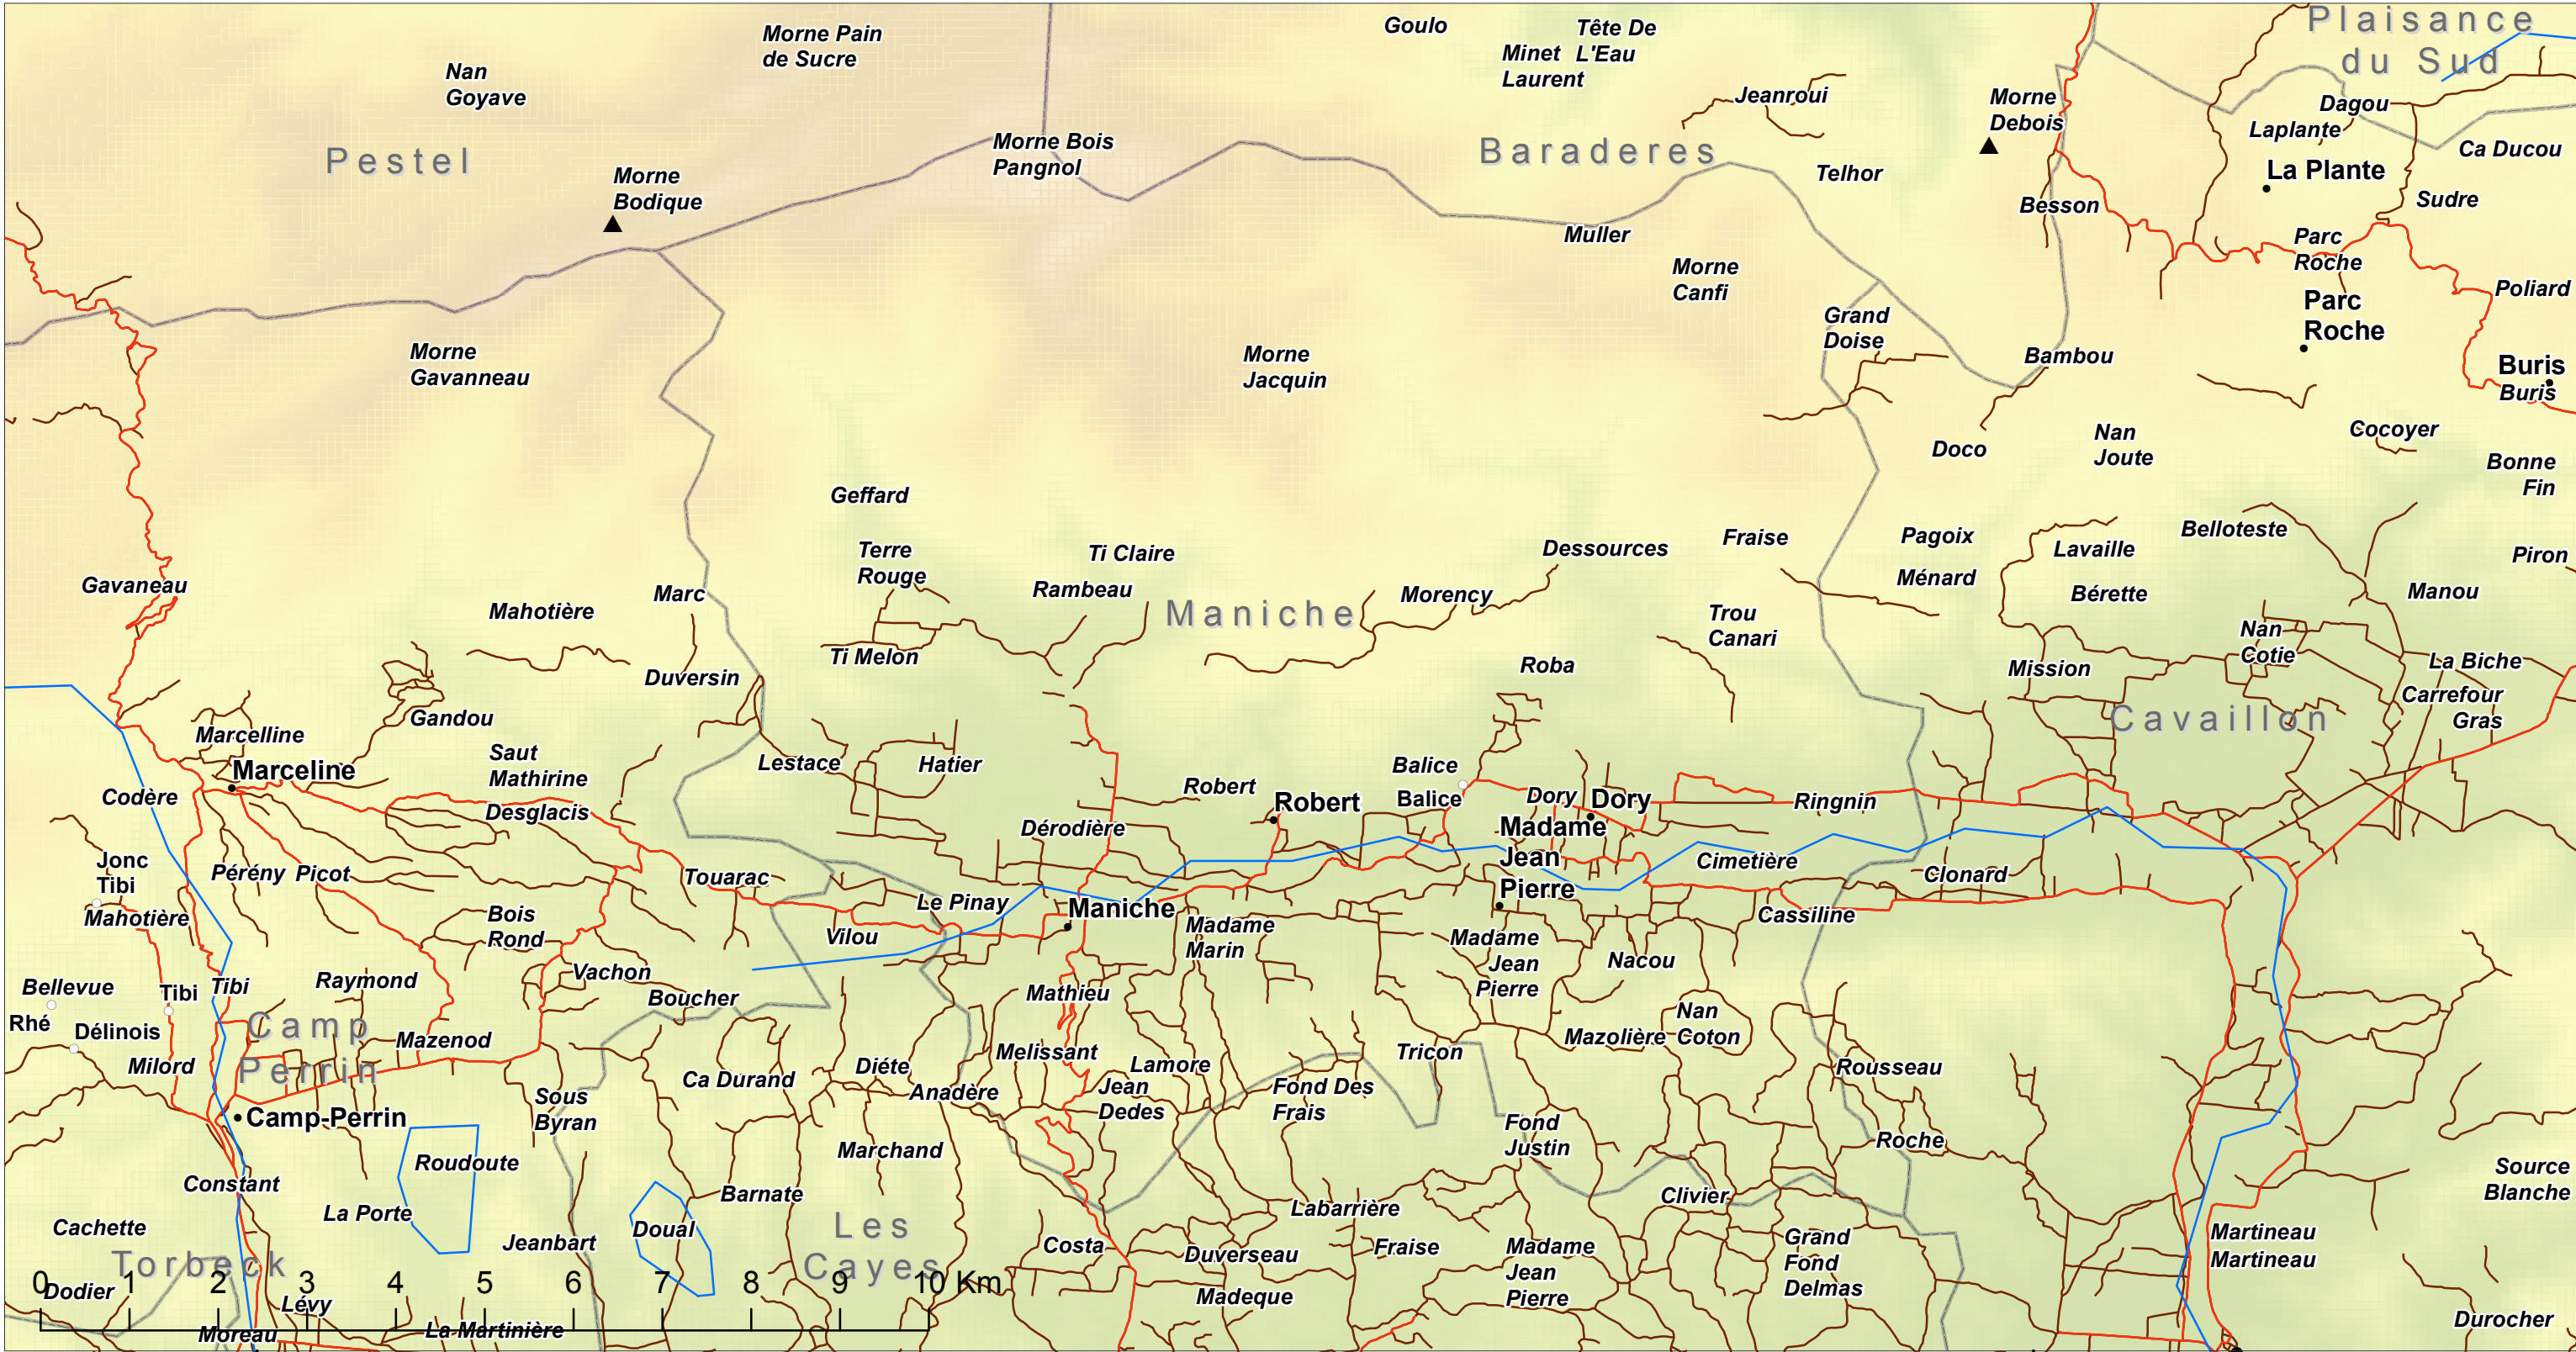 Plaisance
du Sud
Goulo
Tête De
L'Eau
Minet
Laurent
Morne Pain
de Sucre
Nan
Goyave
Jeanroui
Morne
Debois
Dagou
Laplante
Ca Ducou
Morne Bois
Pangnol
Baraderes
Pestel
La Plante
Telhor
Morne
Bodique
Sudre
Besson
Muller
Parc
Roche
Morne
Canfi
Poliard
Parc
Roche
Grand
Doise
Bambou
Morne
Gavanneau
Morne
Jacquin
Buris
Buris
Cocoyer
Doco
Nan
Joute
Bonne
Fin
Geffard
Belloteste
Fraise
Pagoix
Dessources
Lavaille
Terre
Rouge
Ti Claire
Piron
Ménard
Gavaneau
Rambeau
Marc
Morency
Bérette
Manou
Mahotière
Maniche
Trou
Canari
Nan
Cotie
Ti Melon
Roba
Mission
La Biche
Duversin
Carrefour
Gras
Gandou
Cavaillon
Marcelline
Saut
Mathirine
Lestace
Hatier
Balice
Marceline
Robert
Codère
Balice
Dory
Dory
Ringnin
Robert
Desglacis
Dérodière
Madame
Jean
Pierre
Jonc
Tibi
Cimetière
Pérény
Picot
Touarac
Clonard
Le Pinay
Maniche
Mahotière
Bois
Rond
Cassiline
Vilou
Madame
Marin
Madame
Jean
Pierre
Nacou
Vachon
Raymond
Bellevue
Tibi
Tibi
Boucher
Mathieu
Rhé
Délinois
Camp
Perrin
Mazenod
Nan
Coton
Mazolière
Melissant
Tricon
Milord
Diéte
Lamore
Rousseau
Ca Durand
Anadère
Jean
Dedes
Fond Des
Frais
Sous
Byran
Camp-Perrin
Fond
Justin
Roche
Marchand
Roudoute
Source
Blanche
Constant
Barnate
Clivier
La Porte
Labarrière
Cachette
Les
Cayes
Doual
Martineau
Martineau
Jeanbart
Costa
Duverseau
Fraise
Madame
Jean
Pierre
Grand
Fond
Delmas
Torbeck
0 1 2 3 4 5 6 7 8 9 10 Km
Dodier
Madeque
Lévy
Durocher
Moreau
La Martinière